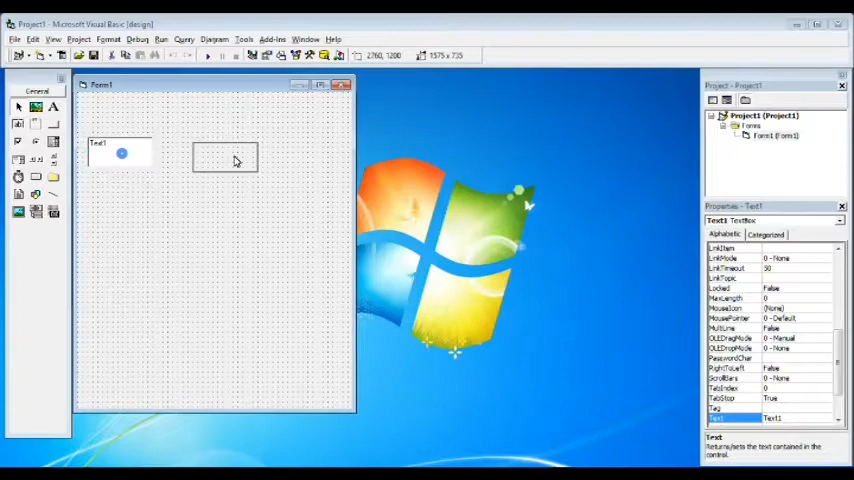 Project1 - Microsoft Visual Basic [design]
File Edit View Project Format Debug Run Query Diagram Tools Add-Ins Window Help
2760, 1200 1575 x 735
General
A
Form1
Text1
Project - Project1
Project1 (Project1)
Forms
Form1 (Form1)
Properties - Text1
Text1 TextBox
Alphabetic Categorized
LinkItem
LinkMode 0 - None
LinkTimeout 50
LinkTopic
Locked False
MaxLength 0
MouseIcon (None)
MousePointer 0 - Default
MultiLine False
OLEDragMode 0 - Manual
OLEDropMode 0 - None
PasswordChar
RightToLeft False
ScrollBars 0 - None
TabIndex 0
TabStop True
Tag
Text Text1
Text
Returns/sets the text contained in the
control.